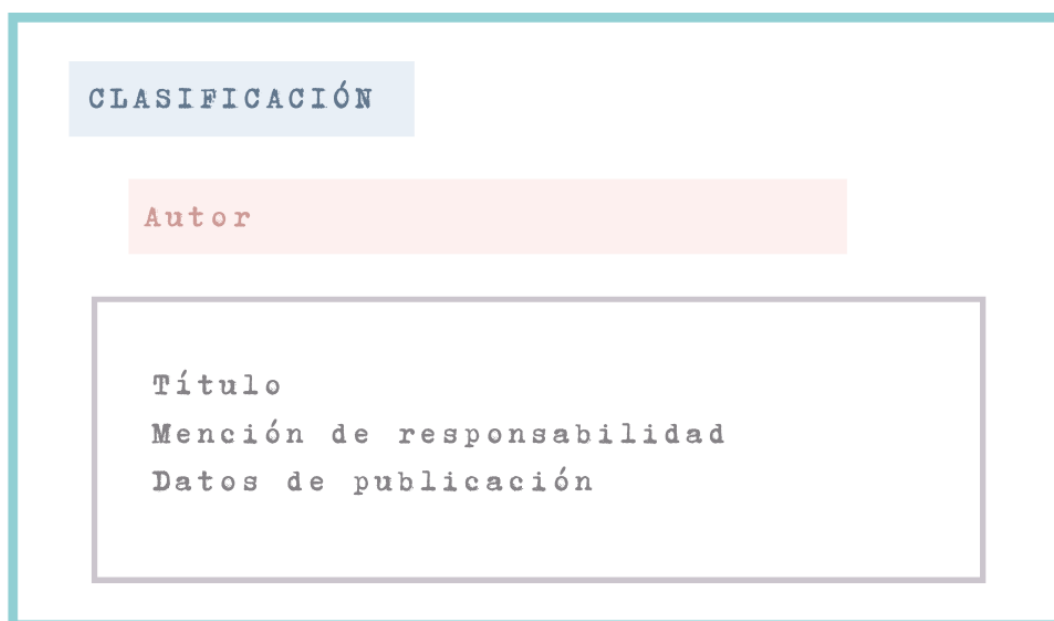 CLASIFICACIÓN
Autor
Título
Mención de responsabilidad
Datos de publicación